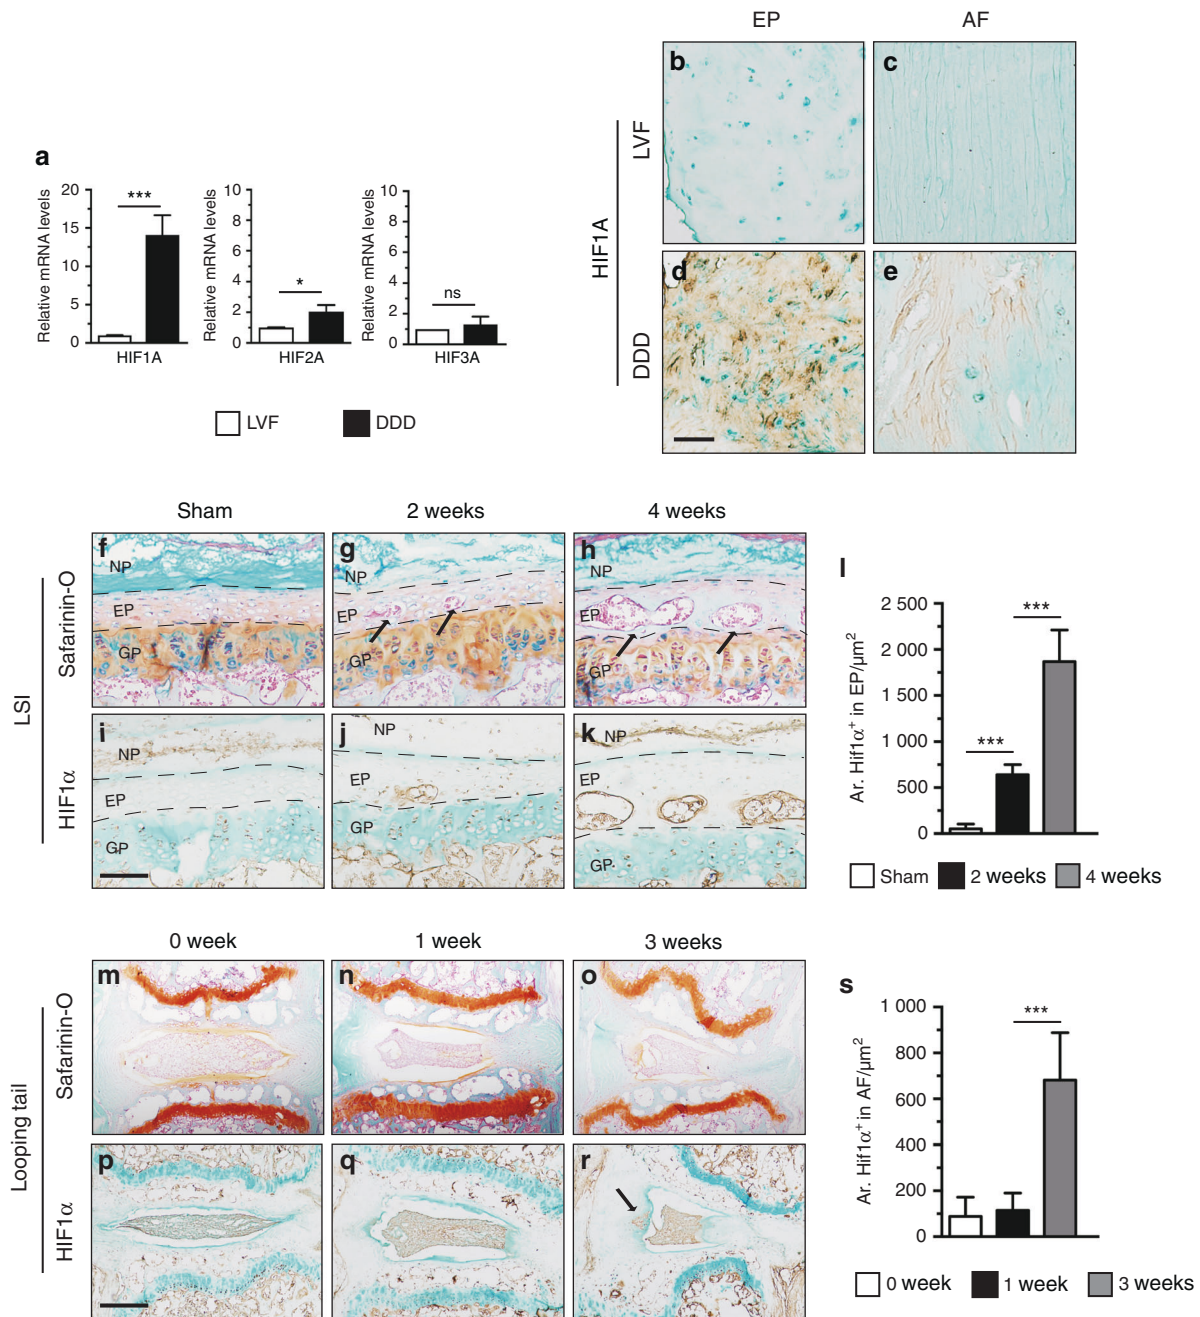 EP AF
b c
HIF1A
LVF
DDD
d e
a
Relative mRNA levels
20
15
10
5
0
***
HIF1A
Relative mRNA levels
10
8
6
4
2
0
*
HIF2A
Relative mRNA levels
10
8
6
4
2
0
ns
HIF3A
LVF DDD
Sham 2 weeks 4 weeks
LSI
Safarinin-O
f NP EP GP
g NP EP GP
h NP EP GP
HIF1α
i NP EP GP
j NP EP GP
k NP EP GP
l
Ar. Hif1α⁺ in EP/μm²
2 500
2 000
1 500
1 000
500
0
***
***
Sham 2 weeks 4 weeks
0 week 1 week 3 weeks
Looping tail
Safarinin-O
m n o
HIF1α
p q r
s
Ar. Hif1α⁺ in AF/μm²
1 000
800
600
400
200
0
***
0 week 1 week 3 weeks